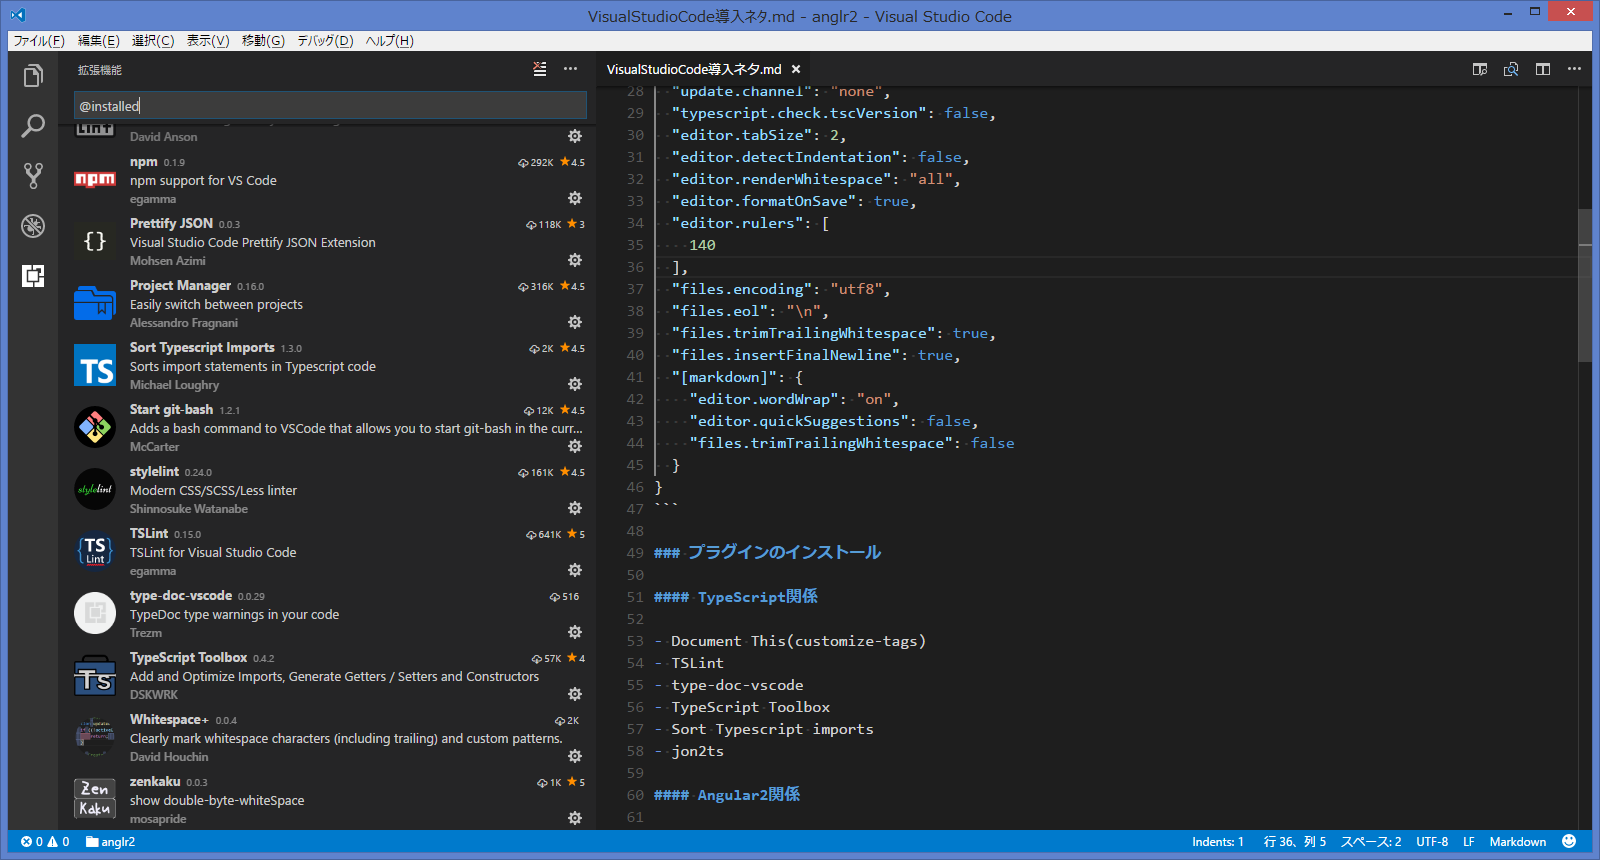 VisualStudioCode導入ネタ.md - anglr2 - Visual Studio Code
ファイル(F) 編集(E) 選択(C) 表示(V) 移動(G) デバッグ(D) ヘルプ(H)
拡張機能
@installed
Lint
David Anson
npm 0.1.9 292K 4.5
npm
npm support for VS Code
egamma
Prettify JSON 0.0.3 118K 3
{}
Visual Studio Code Prettify JSON Extension
Mohsen Azimi
Project Manager 0.16.0 316K 4.5
Easily switch between projects
Alessandro Fragnani
Sort Typescript Imports 1.3.0 2K 4.5
TS
Sorts import statements in Typescript code
Michael Loughry
Start git-bash 1.2.1 12K 4.5
Adds a bash command to VSCode that allows you to start git-bash in the curr...
McCarter
stylelint 0.24.0 161K 4.5
stylelint
Modern CSS/SCSS/Less linter
Shinnosuke Watanabe
TSLint 0.15.0 641K 5
{TS}
Lint
TSLint for Visual Studio Code
egamma
type-doc-vscode 0.0.29 516
TypeDoc type warnings in your code
Trezm
TypeScript Toolbox 0.4.2 57K 4
TS
Add and Optimize Imports, Generate Getters / Setters and Constructors
DSKWRK
Whitespace+ 0.0.4 2K
Clearly mark whitespace characters (including trailing) and custom patterns.
David Houchin
zenkaku 0.0.3 1K 5
Zen
Kaku
show double-byte-whiteSpace
mosapride
VisualStudioCode導入ネタ.md
28 "update.channel": "none",
29 "typescript.check.tscVersion": false,
30 "editor.tabSize": 2,
31 "editor.detectIndentation": false,
32 "editor.renderWhitespace": "all",
33 "editor.formatOnSave": true,
34 "editor.rulers": [
35 140
36 ],
37 "files.encoding": "utf8",
38 "files.eol": "\n",
39 "files.trimTrailingWhitespace": true,
40 "files.insertFinalNewline": true,
41 "[markdown]": {
42 "editor.wordWrap": "on",
43 "editor.quickSuggestions": false,
44 "files.trimTrailingWhitespace": false
45 }
46 }
47 ```
48
49 ### プラグインのインストール
50
51 #### TypeScript関係
52
53 - Document This(customize-tags)
54 - TSLint
55 - type-doc-vscode
56 - TypeScript Toolbox
57 - Sort Typescript imports
58 - jon2ts
59
60 #### Angular2関係
61
0 0 anglr2 Indents: 1 行 36、列 5 スペース: 2 UTF-8 LF Markdown